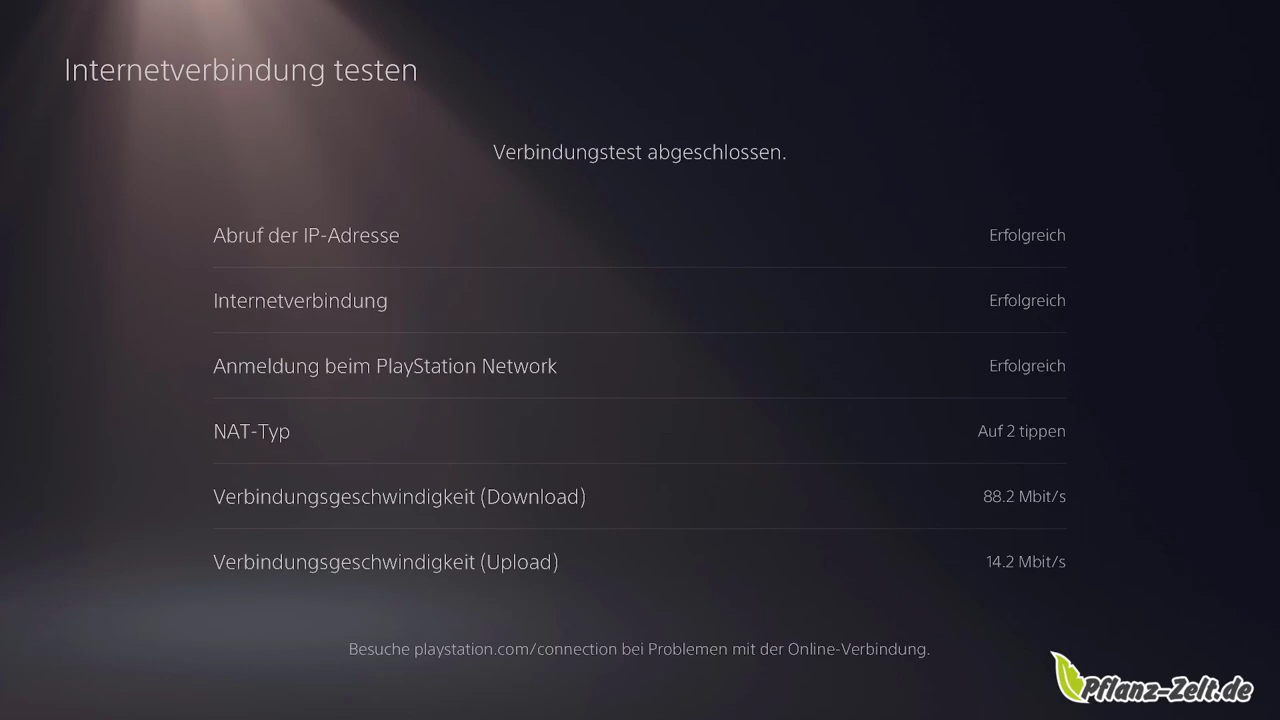 Internetverbindung testen
Verbindungstest abgeschlossen.
Abruf der IP-Adresse Erfolgreich
Internetverbindung Erfolgreich
Anmeldung beim PlayStation Network Erfolgreich
NAT-Typ Auf 2 tippen
Verbindungsgeschwindigkeit (Download) 88.2 Mbit/s
Verbindungsgeschwindigkeit (Upload) 14.2 Mbit/s
Besuche playstation.com/connection bei Problemen mit der Online-Verbindung.
Pflanz-Zelt.de